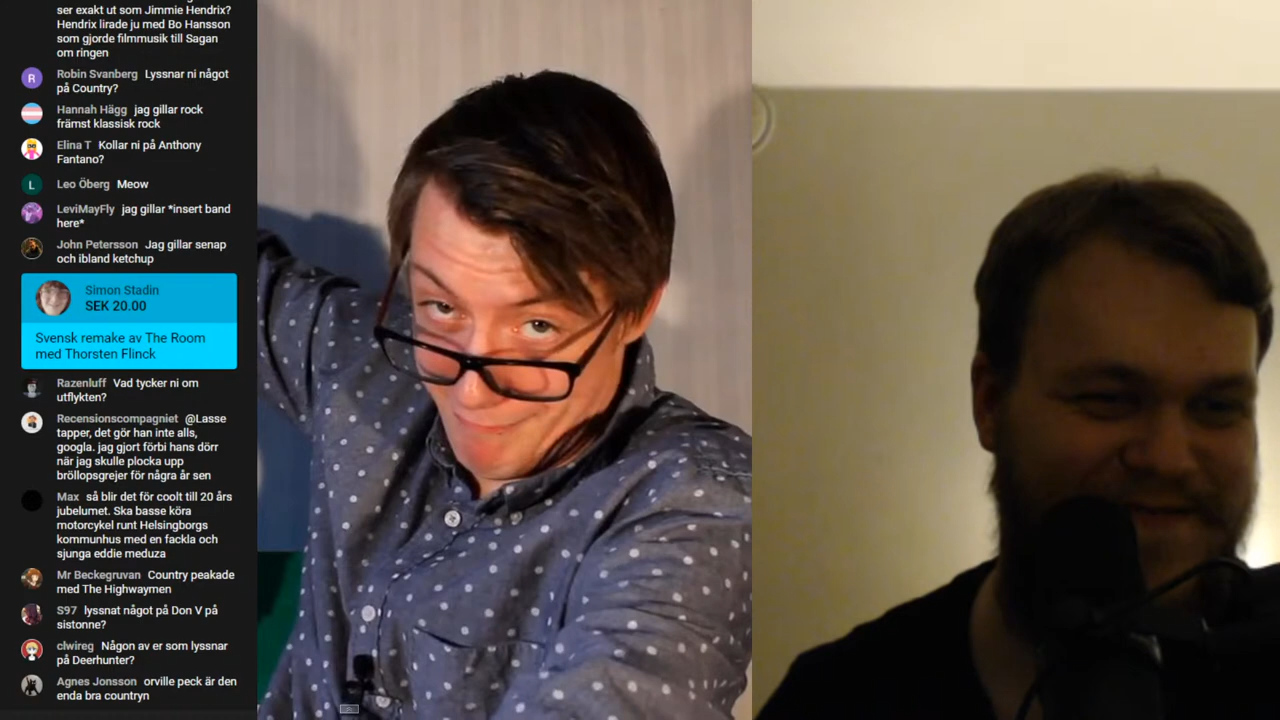 ser exakt ut som Jimmie Hendrix?
Hendrix lirade ju med Bo Hansson
som gjorde filmmusik till Sagan
om ringen
R
Robin Svanberg Lyssnar ni något
på Country?
Hannah Hägg jag gillar rock
främst klassisk rock
Elina T Kollar ni på Anthony
Fantano?
L
Leo Öberg Meow
LeviMayFly jag gillar *insert band
here*
John Petersson Jag gillar senap
och ibland ketchup
Simon Stadin
SEK 20.00
Svensk remake av The Room
med Thorsten Flinck
Razenluff Vad tycker ni om
utflykten?
Recensionscompagniet @Lasse
tapper, det gör han inte alls,
googla. jag gjort förbi hans dörr
när jag skulle plocka upp
bröllopsgrejer för några år sen
Max så blir det för coolt till 20 års
jubelumet. Ska basse köra
motorcykel runt Helsingborgs
kommunhus med en fackla och
sjunga eddie meduza
Mr Beckegruvan Country peakade
med The Highwaymen
S97 lyssnat något på Don V på
sistonne?
clwireg Någon av er som lyssnar
på Deerhunter?
Agnes Jonsson orville peck är den
enda bra countryn